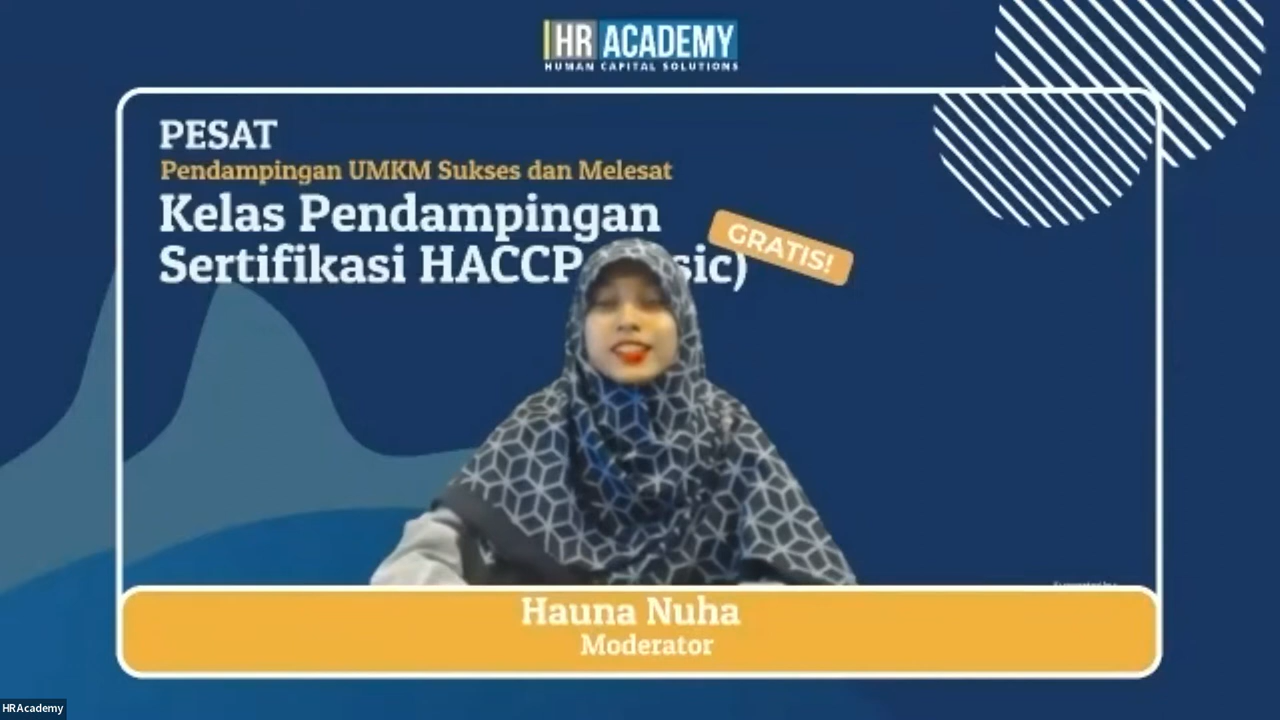 HR ACADEMY
HUMAN CAPITAL SOLUTIONS
PESAT
Pendampingan UMKM Sukses dan Melesat
Kelas Pendampingan
Sertifikasi HACCP sic)
GRATIS!
Hauna Nuha
Moderator
HRAcademy